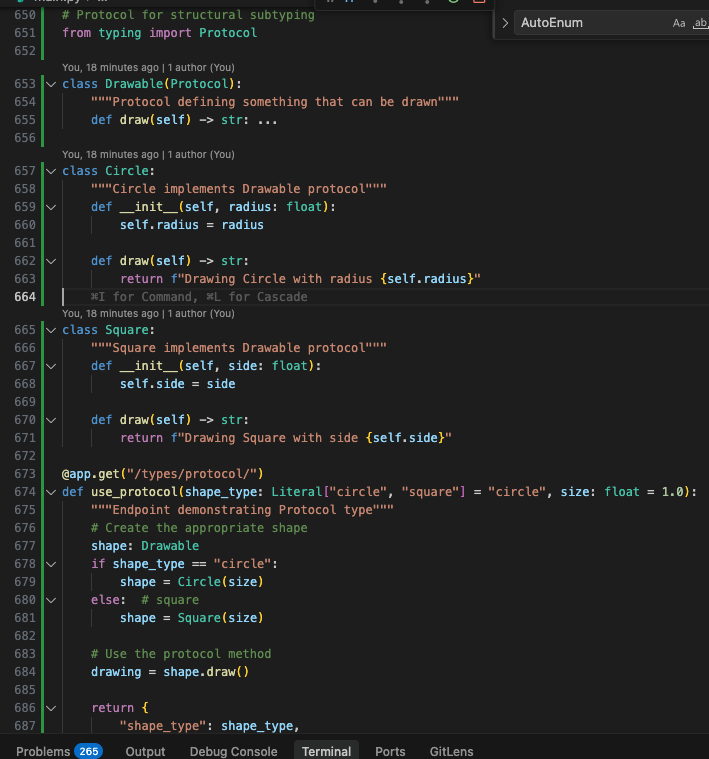 650 # Protocol for structural subtyping
AutoEnum
Aa
651 from typing import Protocol
652
You, 18 minutes ago | 1 author (You)
653 class Drawable(Protocol):
654     """Protocol defining something that can be drawn"""
655     def draw(self) -> str: ...
656
You, 18 minutes ago | 1 author (You)
657 class Circle:
658     """Circle implements Drawable protocol"""
659     def __init__(self, radius: float):
660         self.radius = radius
661
662     def draw(self) -> str:
663         return f"Drawing Circle with radius {self.radius}"
664     ⌘I for Command, ⌘L for Cascade
You, 18 minutes ago | 1 author (You)
665 class Square:
666     """Square implements Drawable protocol"""
667     def __init__(self, side: float):
668         self.side = side
669
670     def draw(self) -> str:
671         return f"Drawing Square with side {self.side}"
672
673 @app.get("/types/protocol/")
674 def use_protocol(shape_type: Literal["circle", "square"] = "circle", size: float = 1.0):
675     """Endpoint demonstrating Protocol type"""
676     # Create the appropriate shape
677     shape: Drawable
678     if shape_type == "circle":
679         shape = Circle(size)
680     else:  # square
681         shape = Square(size)
682
683     # Use the protocol method
684     drawing = shape.draw()
685
686     return {
687         "shape_type": shape_type,
Problems 265 Output Debug Console Terminal Ports GitLens